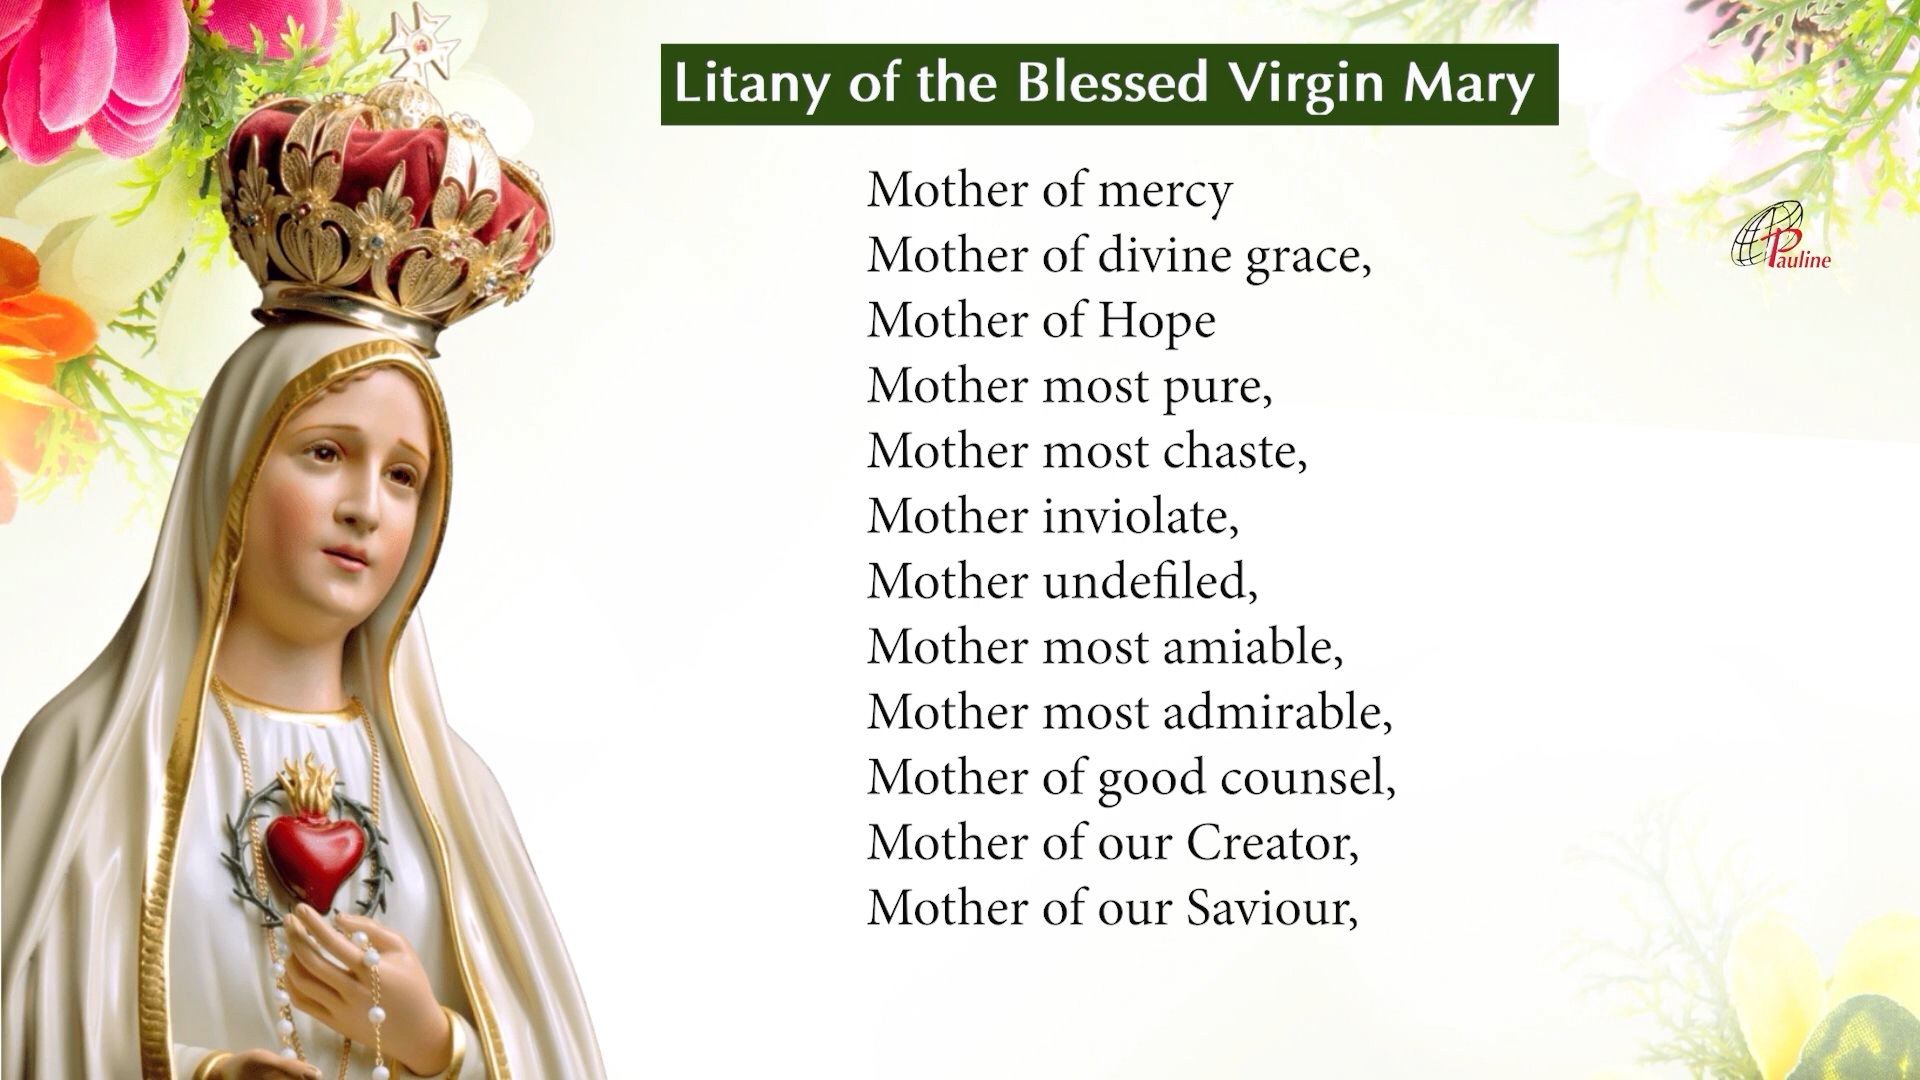 Litany of the Blessed Virgin Mary
Mother of mercy
Mother of divine grace,
Mother of Hope
Mother most pure,
Mother most chaste,
Mother inviolate,
Mother undefiled,
Mother most amiable,
Mother most admirable,
Mother of good counsel,
Mother of our Creator,
Mother of our Saviour,
Pauline